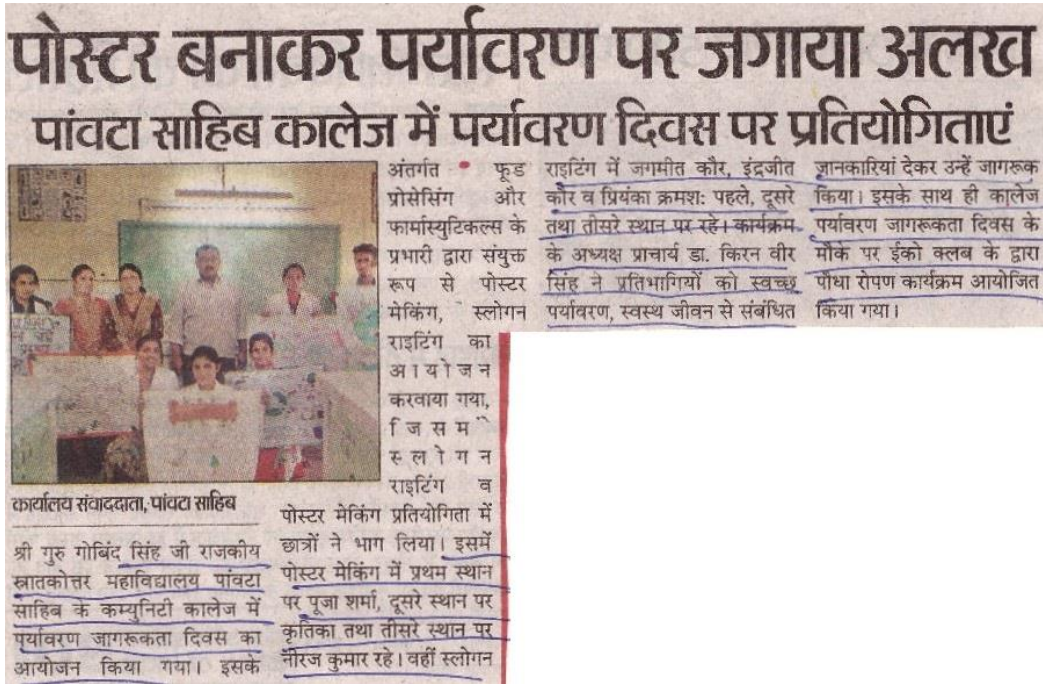 पोस्टर बनाकर पर्यावरण पर जगाया अलख
पांवटा साहिब कालेज में पर्यावरण दिवस पर प्रतियोगिताएं
कार्यालय संवाददाता, पांवटा साहिब
श्री गुरु गोबिंद सिंह जी राजकीय
स्नातकोत्तर महाविद्यालय पांवटा
साहिब के कम्युनिटी कालेज में
पर्यावरण जागरूकता दिवस का
आयोजन किया गया। इसके
अंतर्गत फूड
प्रोसेसिंग और
फार्मास्युटिकल्स के
प्रभारी द्वारा संयुक्त
रूप से पोस्टर
मेकिंग, स्लोगन
राइटिंग का
आयोजन
करवाया गया,
जिसमें
स्लोगन
राइटिंग व
पोस्टर मेकिंग प्रतियोगिता में
छात्रों ने भाग लिया। इसमें
पोस्टर मेकिंग में प्रथम स्थान
पर पूजा शर्मा, दूसरे स्थान पर
कृतिका तथा तीसरे स्थान पर
नीरज कुमार रहे। वहीं स्लोगन
राइटिंग में जगमीत कौर, इंद्रजीत
कौर व प्रियंका क्रमश: पहले, दूसरे
तथा तीसरे स्थान पर रहे। कार्यक्रम
के अध्यक्ष प्राचार्य डा. किरन वीर
सिंह ने प्रतिभागियों को स्वच्छ
पर्यावरण, स्वस्थ जीवन से संबंधित
जानकारियां देकर उन्हें जागरूक
किया। इसके साथ ही कालेज
पर्यावरण जागरूकता दिवस के
मौके पर ईको क्लब के द्वारा
पौधा रोपण कार्यक्रम आयोजित
किया गया।